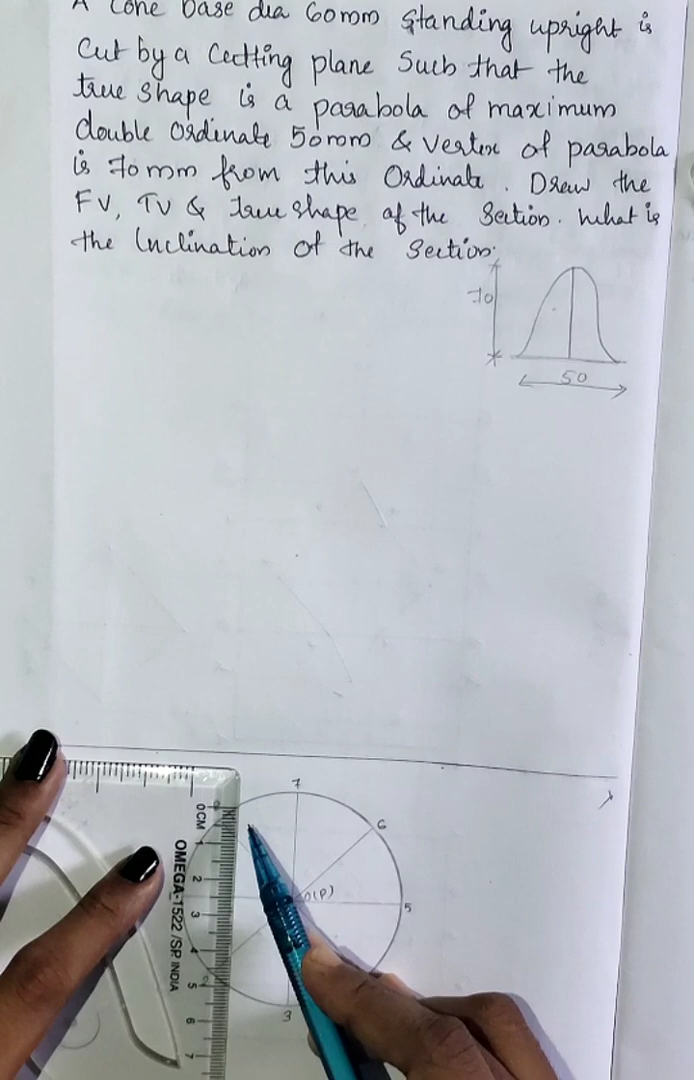 A Cone base dia 60mm standing upright is
Cut by a Cectting plane Such that the
true shape is a parabola of maximum
double Ordinate 50mm & Vertex of parabola
is 70mm from this Ordinate. Draw the
FV, TV & true shape of the Section. What is
the Inclination of the Section.
70
50
7
6
O(P)
5
3
Y
0CM 1 2 3 4 5 6 7
OMEGA-1522 /SP. INDIA